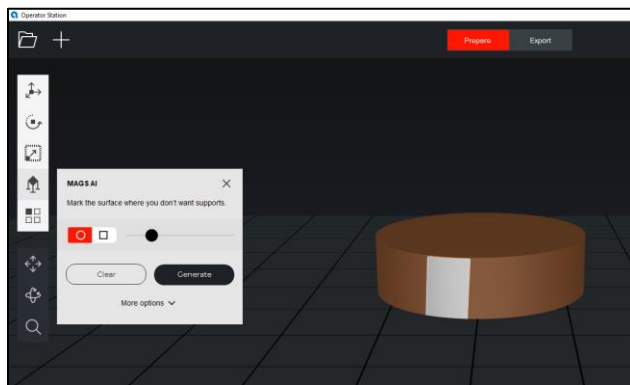 Operator Station
Prepare
Export
MAGS AI
Mark the surface where you don't want supports.
Clear
Generate
More options